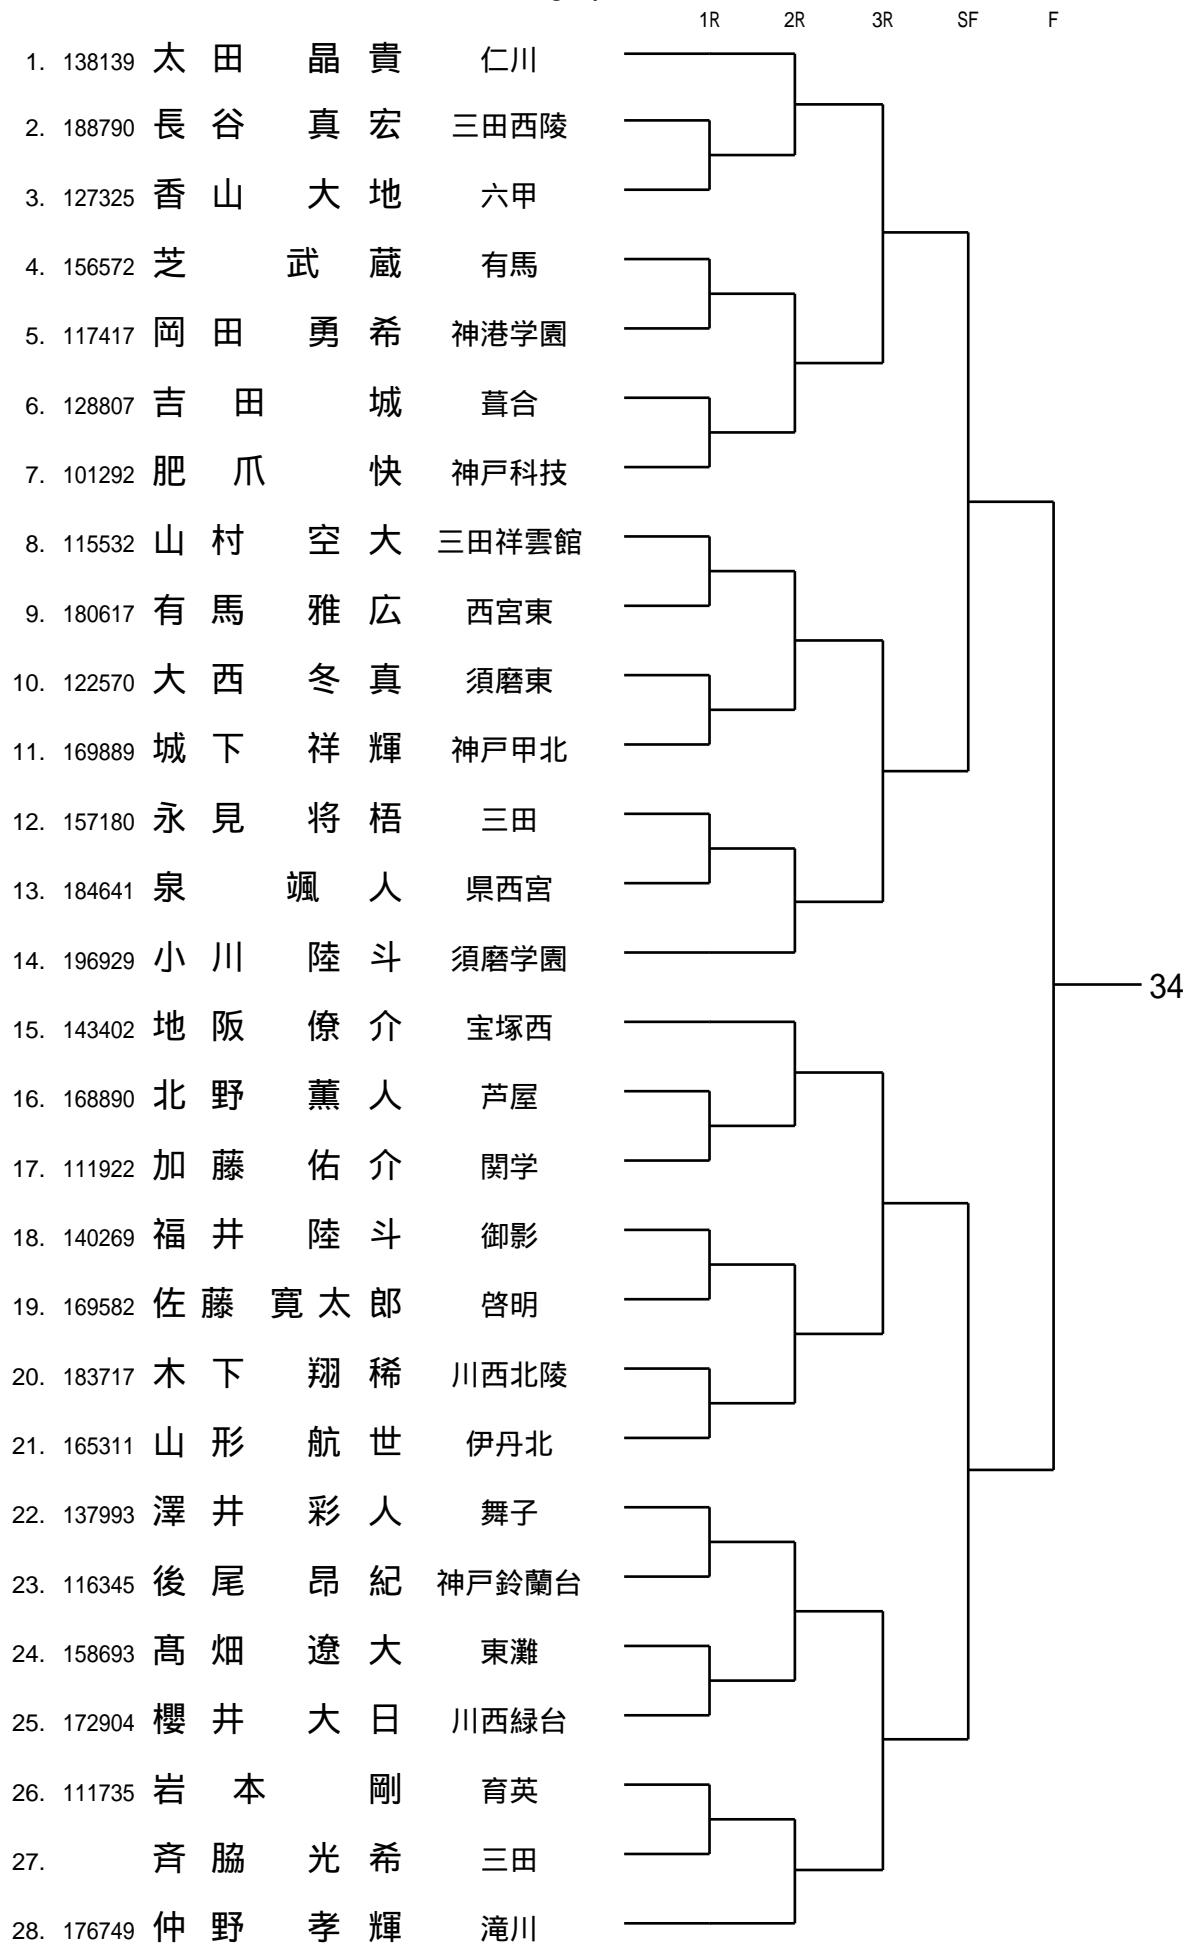 1R 2R 3R SF F
1. 138139 太田 晶貴 仁川
2. 188790 長谷 真宏 三田西陵
3. 127325 香山 大地 六甲
4. 156572 芝 武蔵 有馬
5. 117417 岡田 勇希 神港学園
6. 128807 吉田 城 葺合
7. 101292 肥爪 快 神戸科技
8. 115532 山村 空大 三田祥雲館
9. 180617 有馬 雅広 西宮東
10. 122570 大西 冬真 須磨東
11. 169889 城下 祥輝 神戸甲北
12. 157180 永見 将梧 三田
13. 184641 泉 颯人 県西宮
14. 196929 小川 陸斗 須磨学園
34
15. 143402 地阪 僚介 宝塚西
16. 168890 北野 薫人 芦屋
17. 111922 加藤 佑介 関学
18. 140269 福井 陸斗 御影
19. 169582 佐藤 寛太郎 啓明
20. 183717 木下 翔稀 川西北陵
21. 165311 山形 航世 伊丹北
22. 137993 澤井 彩人 舞子
23. 116345 後尾 昂紀 神戸鈴蘭台
24. 158693 髙畑 遼大 東灘
25. 172904 櫻井 大日 川西緑台
26. 111735 岩本 剛 育英
27. 斉脇 光希 三田
28. 176749 仲野 孝輝 滝川